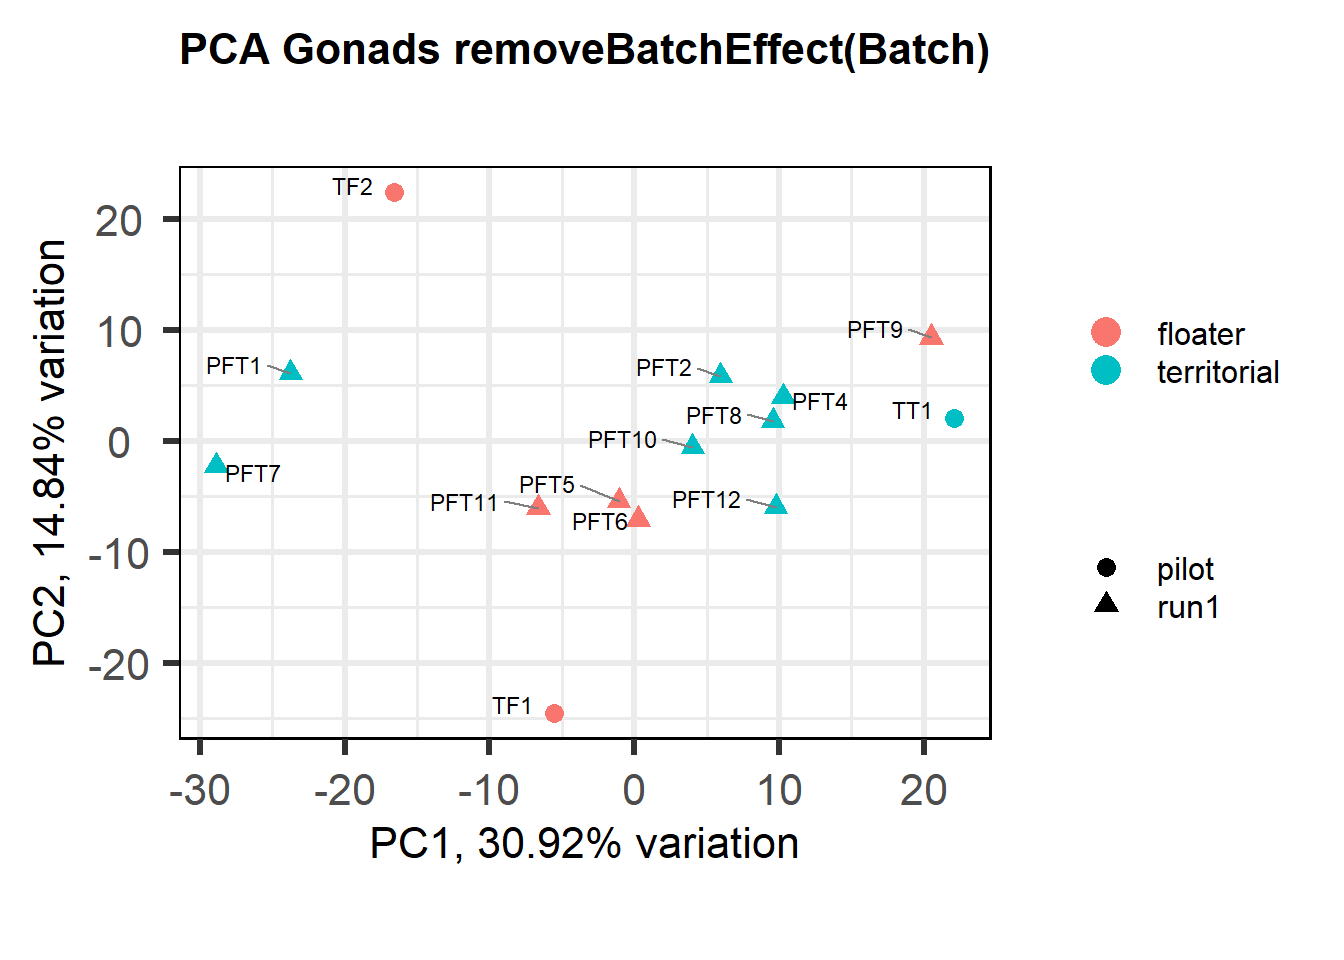 PCA Gonads removeBatchEffect(Batch)
TF2
PFT9
PFT1
PFT2
PFT4
TT1
PFT8
PFT10
PFT7
PFT5
PFT11
PFT12
PFT6
TF1
20
10
0
-10
-20
PC2, 14.84% variation
-30
-20
-10
0
10
20
PC1, 30.92% variation
floater
territorial
pilot
run1